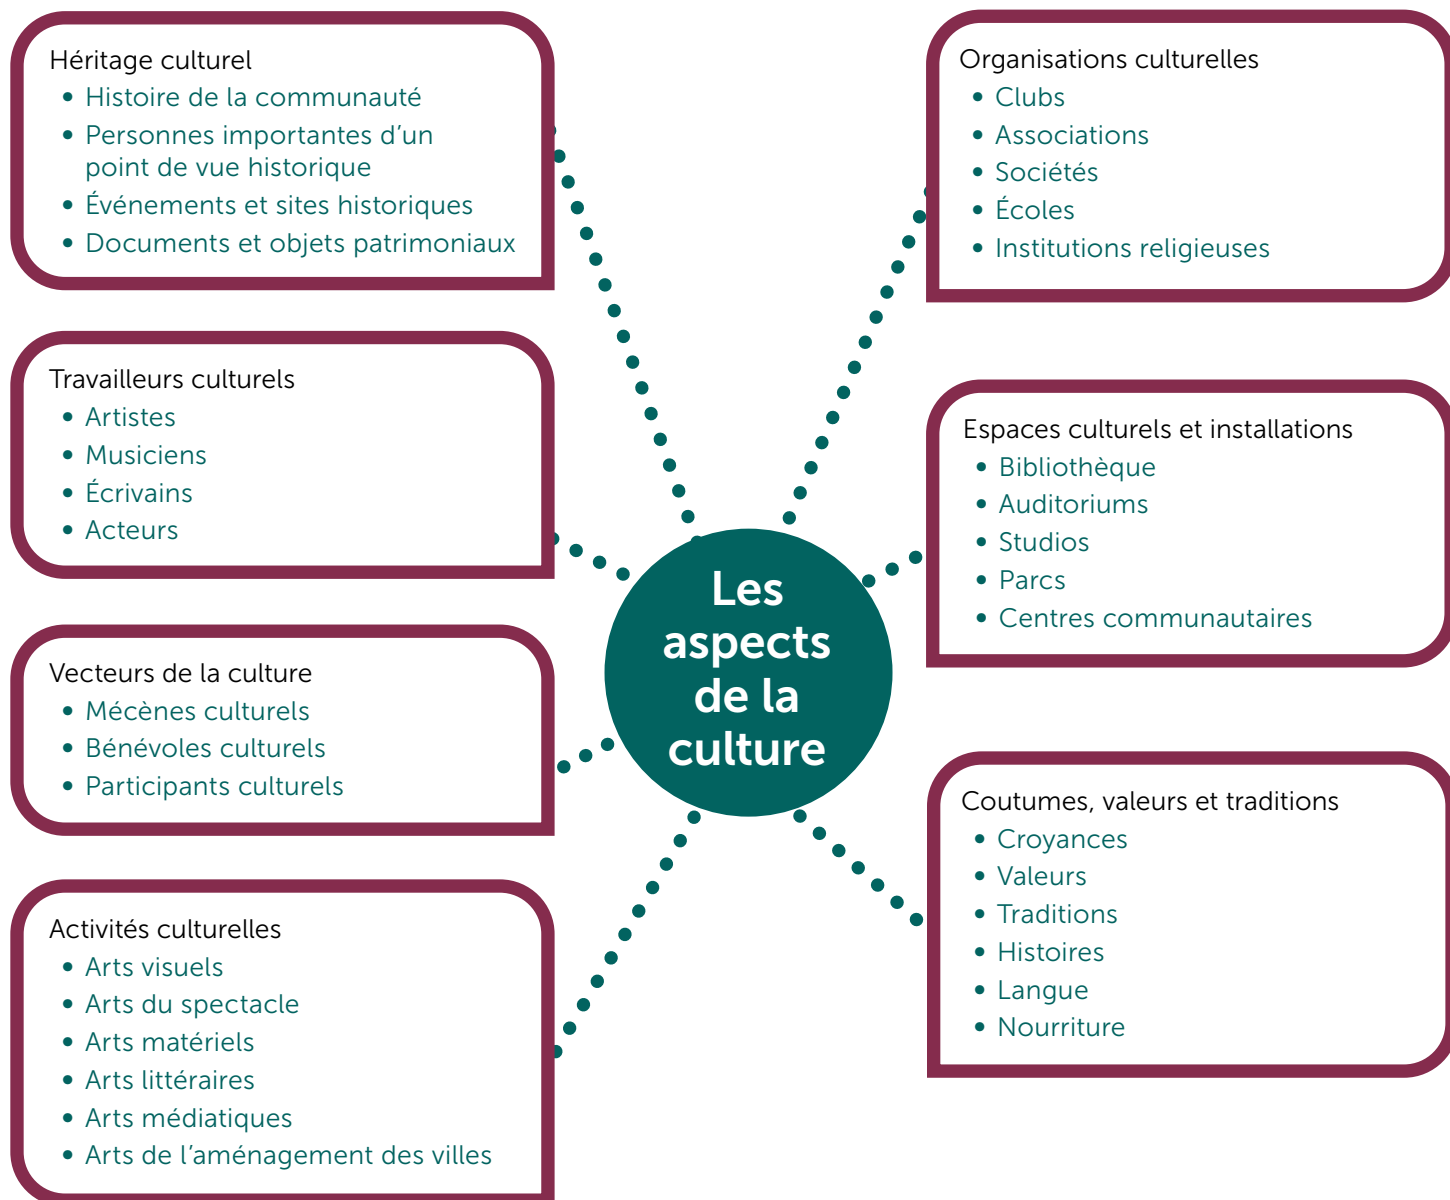 Héritage culturel
• Histoire de la communauté
• Personnes importantes d'un
point de vue historique
• Événements et sites historiques
• Documents et objets patrimoniaux
Travailleurs culturels
• Artistes
• Musiciens
• Écrivains
• Acteurs
Vecteurs de la culture
• Mécènes culturels
• Bénévoles culturels
• Participants culturels
Activités culturelles
• Arts visuels
• Arts du spectacle
• Arts matériels
• Arts littéraires
• Arts médiatiques
• Arts de l'aménagement des villes
Les
aspects
de la
culture
Organisations culturelles
• Clubs
• Associations
• Sociétés
• Écoles
• Institutions religieuses
Espaces culturels et installations
• Bibliothèque
• Auditoriums
• Studios
• Parcs
• Centres communautaires
Coutumes, valeurs et traditions
• Croyances
• Valeurs
• Traditions
• Histoires
• Langue
• Nourriture